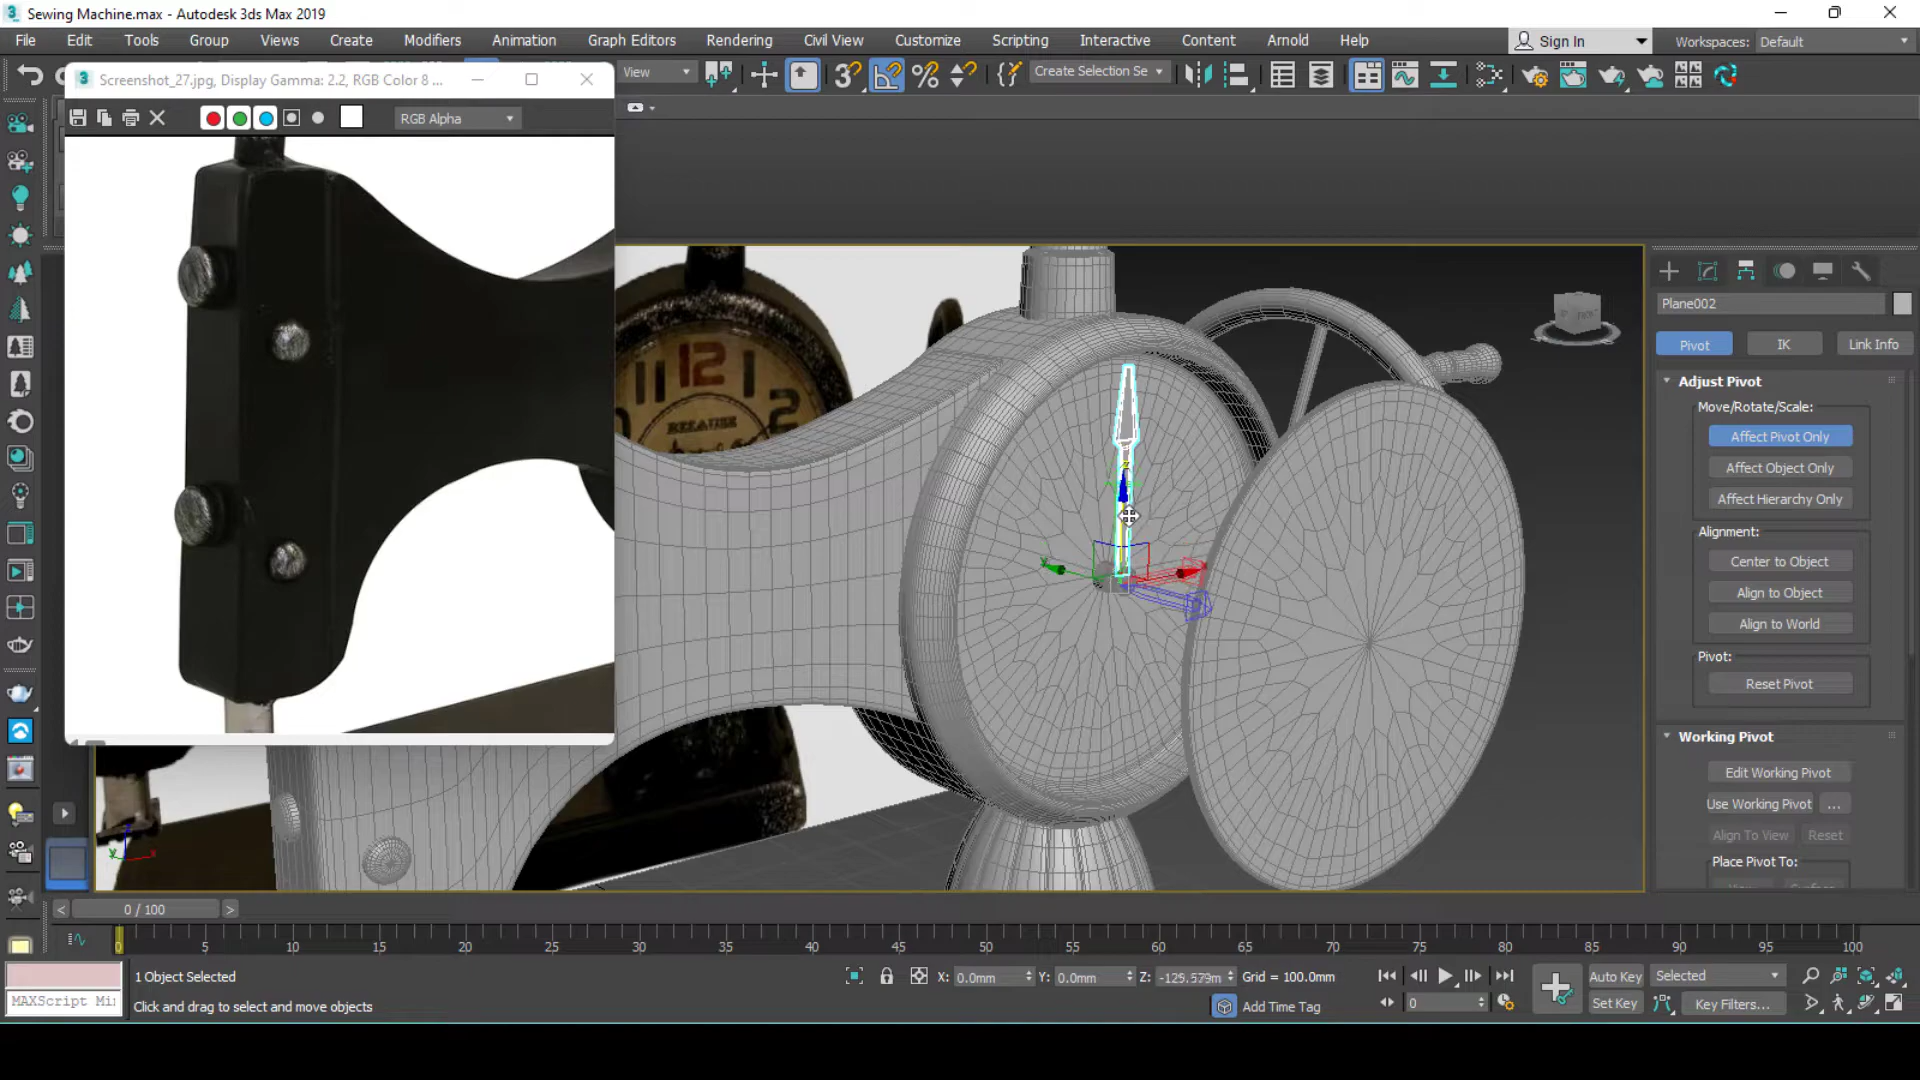 Sewing Machine.max - Autodesk 3ds Max 2019
File Edit Tools Group Views Create Modifiers Animation Graph Editors Rendering Civil View Customize Scripting Interactive Content Arnold Help
Sign In
Workspaces: Default
Screenshot_27.jpg, Display Gamma: 2.2, RGB Color 8 ...
View
Create Selection Se
RGB Alpha
12
BECAUSE
Plane002
Pivot IK Link Info
Adjust Pivot
Move/Rotate/Scale:
Affect Pivot Only
Affect Object Only
Affect Hierarchy Only
Alignment:
Center to Object
Align to Object
Align to World
Pivot:
Reset Pivot
Working Pivot
Edit Working Pivot
Use Working Pivot ...
Align To View Reset
Place Pivot To:
< 0 / 100 >
0 5 10 15 20 25 30 35 40 45 50 55 60 65 70 75 80 85 90 95 100
1 Object Selected
X: 0.0mm Y: 0.0mm Z: -125.579m Grid = 100.0mm
Auto Key Selected
MAXScript Mi
Click and drag to select and move objects
Add Time Tag
0
Set Key Key Filters...